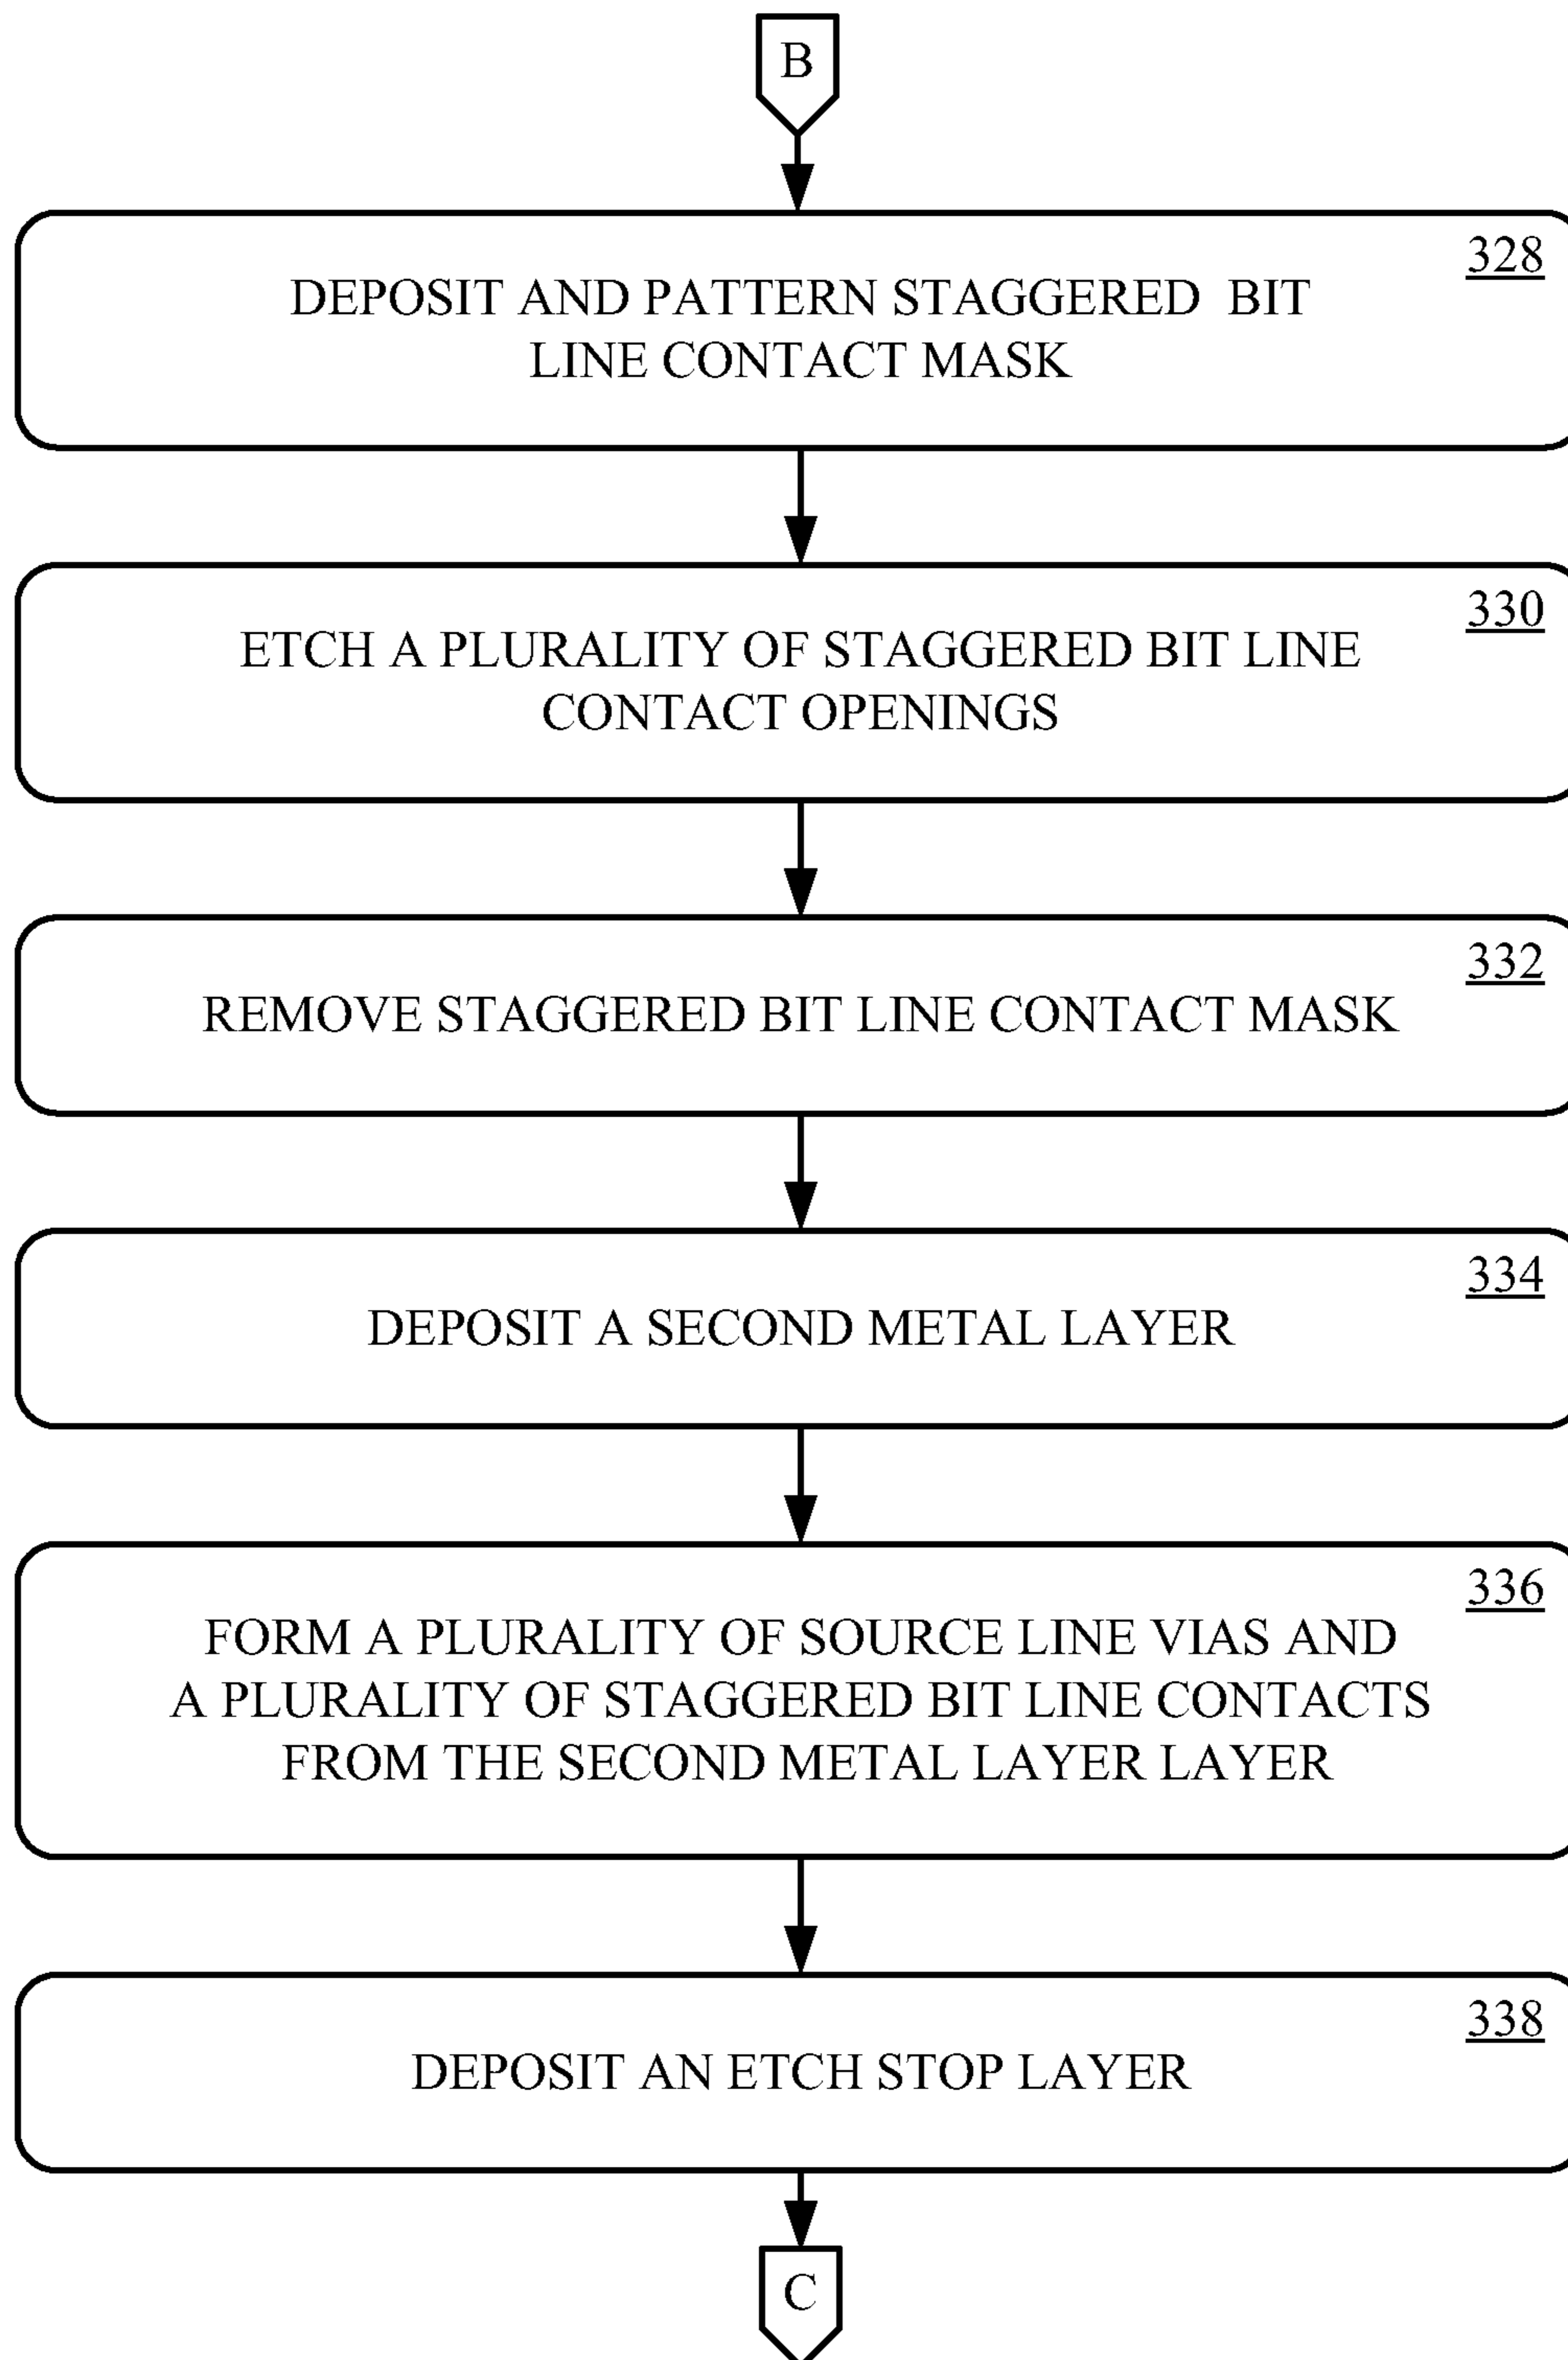 B
328
DEPOSIT AND PATTERN STAGGERED BIT
LINE CONTACT MASK
330
ETCH A PLURALITY OF STAGGERED BIT LINE
CONTACT OPENINGS
332
REMOVE STAGGERED BIT LINE CONTACT MASK
334
DEPOSIT A SECOND METAL LAYER
336
FORM A PLURALITY OF SOURCE LINE VIAS AND
A PLURALITY OF STAGGERED BIT LINE CONTACTS
FROM THE SECOND METAL LAYER LAYER
338
DEPOSIT AN ETCH STOP LAYER
C